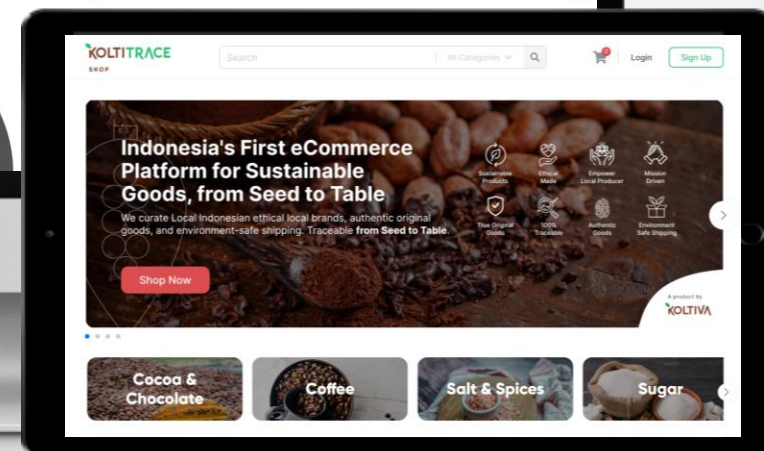 KOLTITRACE
SHOP
Search
All Categories
0
Login
Sign Up
Indonesia's First eCommerce
Platform for Sustainable
Goods, from Seed to Table
We curate Local Indonesian ethical local brands, authentic original
goods, and environment-safe shipping. Traceable from Seed to Table.
Shop Now
Sustainable
Products
Ethical
Made
Empower
Local Producer
Mission
Driven
True Original
Goods
100%
Traceable
Authentic
Goods
Environment
Safe Shipping
A product by
KOLTIVA
Cocoa &
Chocolate
Coffee
Salt & Spices
Sugar